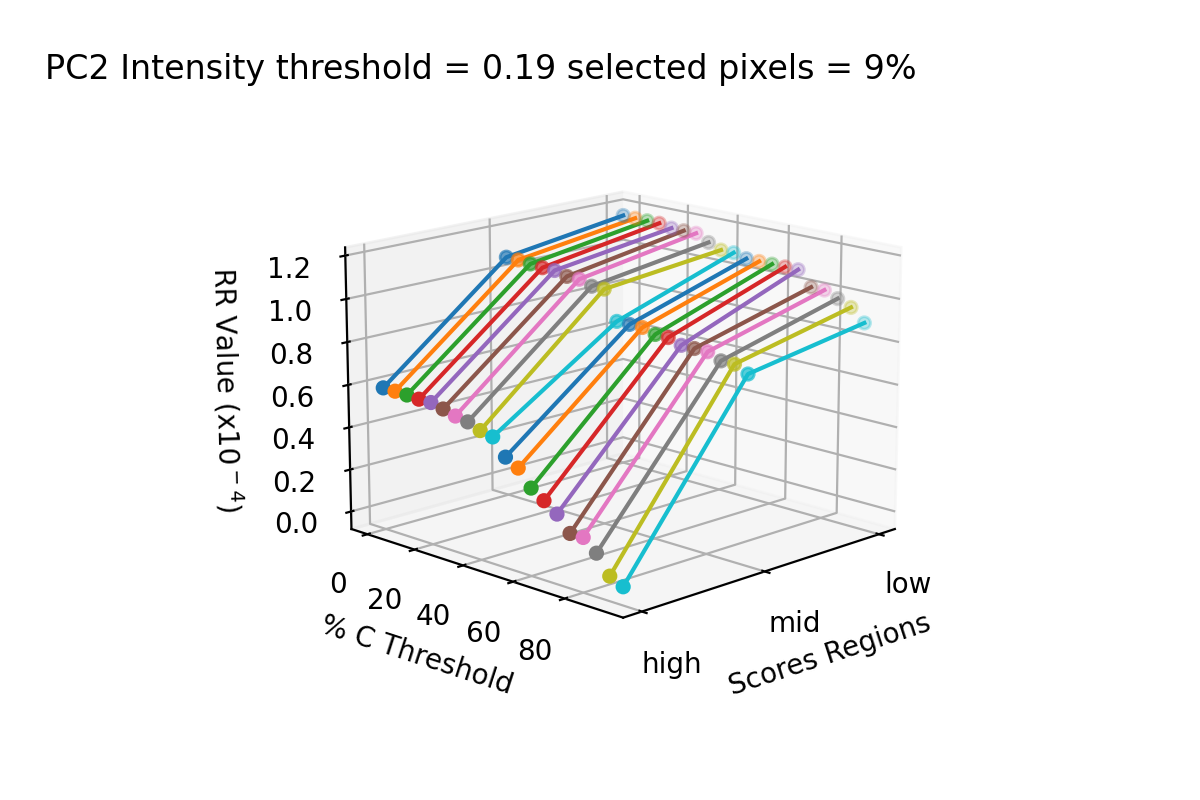 PC2 Intensity threshold = 0.19 selected pixels = 9%
1.2
1.0
0.8
0.6
0.4
0.2
0.0
RR Value (x10⁻⁴)
0
20
40
60
80
% C Threshold
high
mid
low
Scores Regions